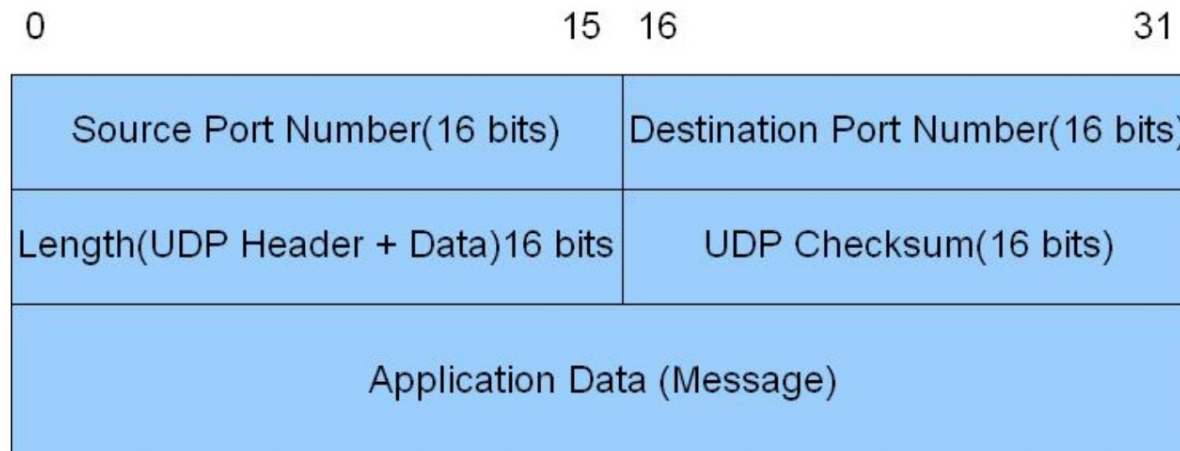 0 15 16 31
Source Port Number(16 bits) Destination Port Number(16 bits)
Length(UDP Header + Data)16 bits UDP Checksum(16 bits)
Application Data (Message)